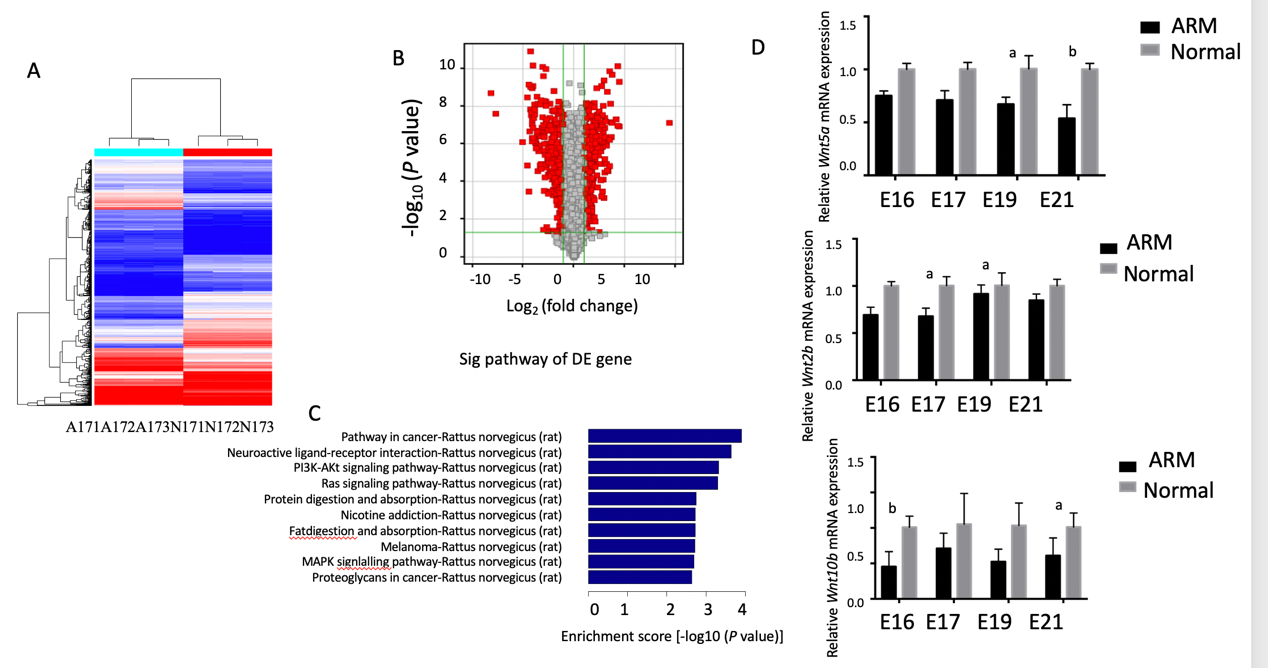 A
A171A172A173N171N172N173
B
-log10 (P value)
10
8
6
4
2
0
-10 -5 0 5 10
Log2 (fold change)
Sig pathway of DE gene
C
Pathway in cancer-Rattus norvegicus (rat)
Neuroactive ligand-receptor interaction-Rattus norvegicus (rat)
PI3K-AKt signaling pathway-Rattus norvegicus (rat)
Ras signaling pathway-Rattus norvegicus (rat)
Protein digestion and absorption-Rattus norvegicus (rat)
Nicotine addiction-Rattus norvegicus (rat)
Fatdigestion and absorption-Rattus norvegicus (rat)
Melanoma-Rattus norvegicus (rat)
MAPK signlalling pathway-Rattus norvegicus (rat)
Proteoglycans in cancer-Rattus norvegicus (rat)
0 1 2 3 4
Enrichment score [-log10 (P value)]
D
Relative Wnt5a mRNA expression
1.5
1.0
0.5
0.0
a
b
ARM
Normal
E16 E17 E19 E21
Relative Wnt2b mRNA expression
1.5
1.0
0.5
0.0
a
a
ARM
Normal
E16 E17 E19 E21
Relative Wnt10b mRNA expression
1.5
1.0
0.5
0.0
b
a
ARM
Normal
E16 E17 E19 E21